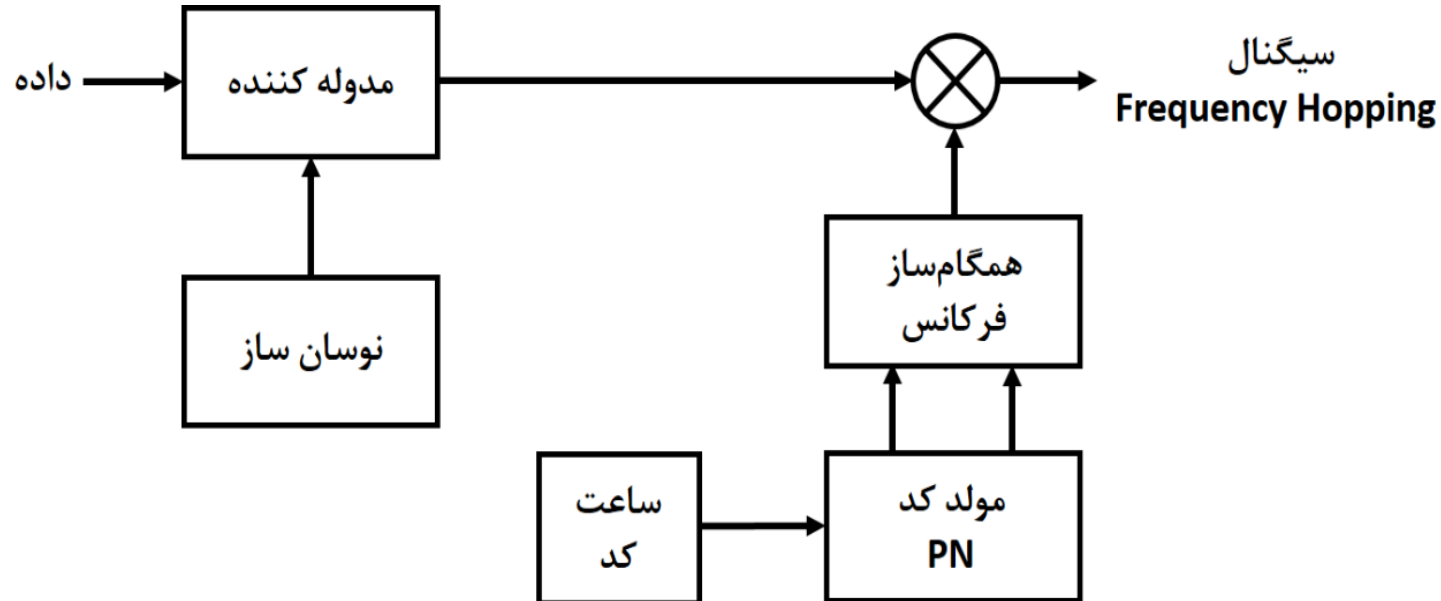 داده
مدوله کننده
سیگنال
Frequency Hopping
نوسان ساز
همگام‌ساز
فرکانس
ساعت
کد
مولد کد
PN